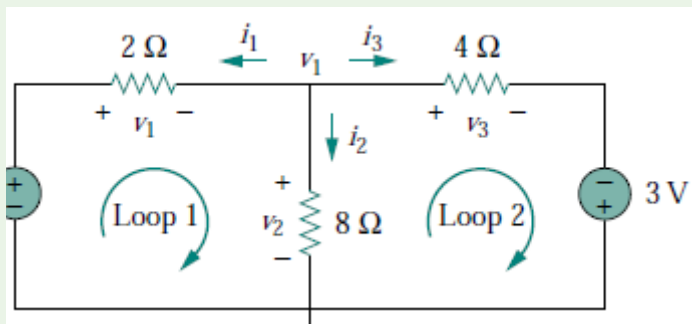 2 Ω i₁ v₁ i₃ 4 Ω
+ v₁ − + v₃ −
i₂
+ − Loop 1 + v₂ − 8 Ω Loop 2 − + 3 V